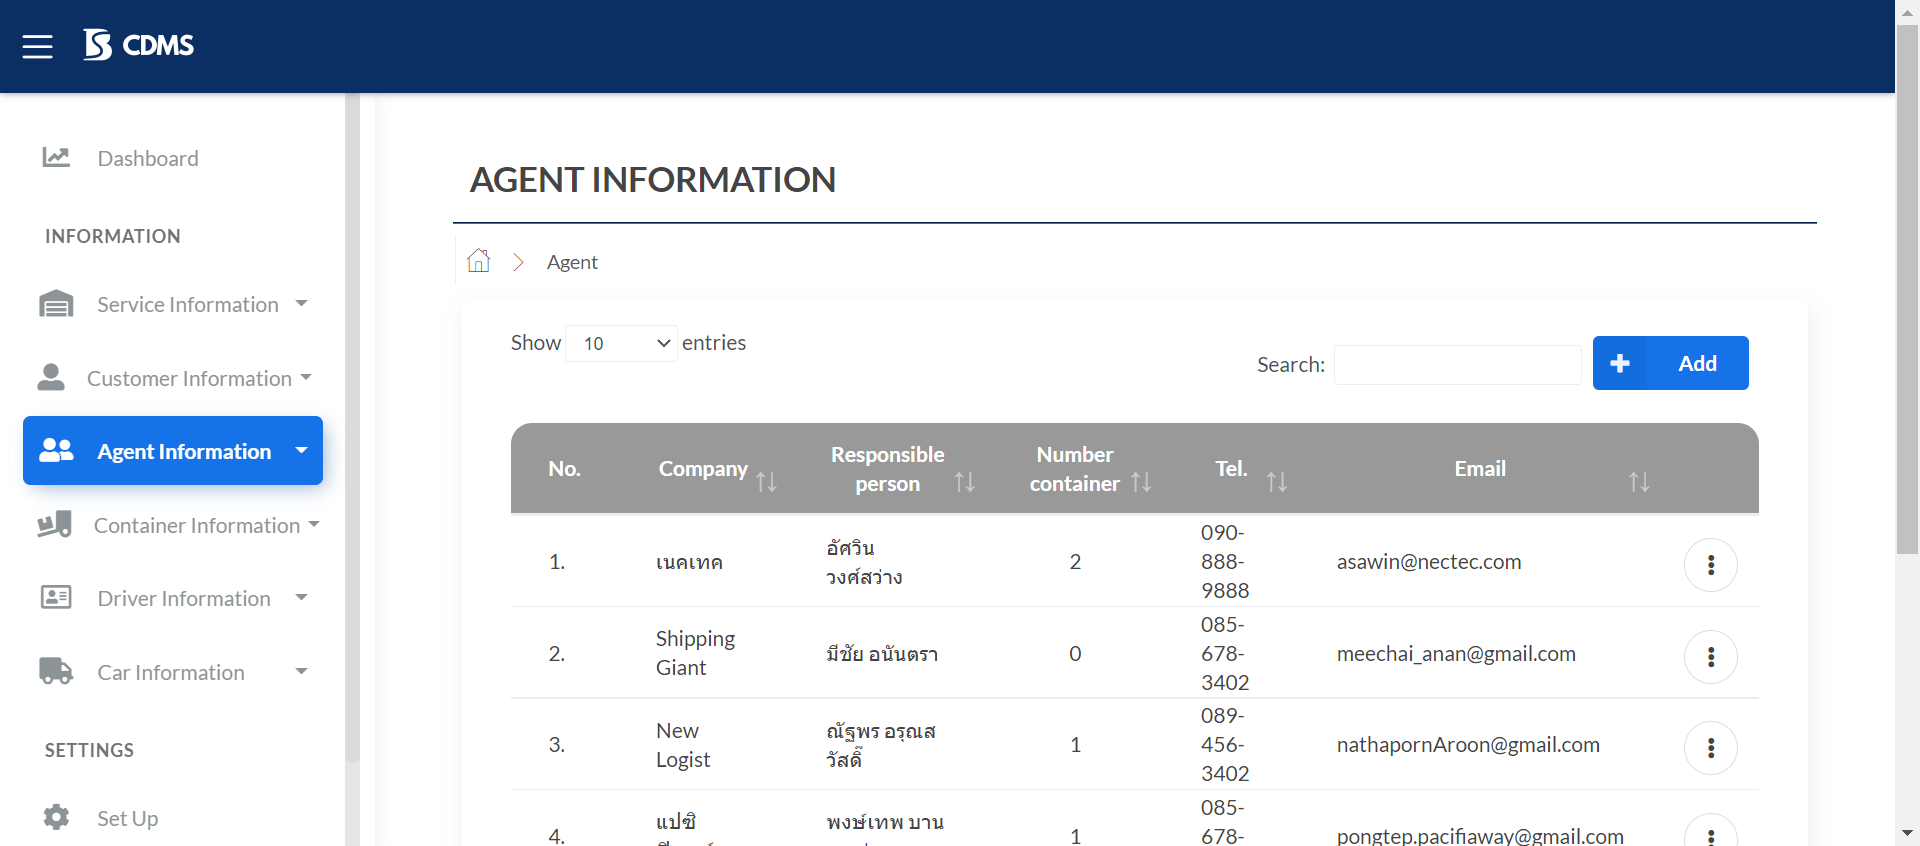 CDMS
Dashboard
INFORMATION
Service Information
Customer Information
Agent Information
Container Information
Driver Information
Car Information
SETTINGS
Set Up
AGENT INFORMATION
Agent
Show 10 entries
Search:
Add
No. Company Responsible person Number container Tel. Email
1. เนคเทค อัศวิน วงศ์สว่าง 2 090-888-9888 asawin@nectec.com
2. Shipping Giant มีชัย อนันตรา 0 085-678-3402 meechai_anan@gmail.com
3. New Logist ณัฐพร อรุณสวัสดิ์ 1 089-456-3402 nathapornAroon@gmail.com
4. แปซิ พงษ์เทพ บาน 1 085-678- pongtep.pacifiaway@gmail.com